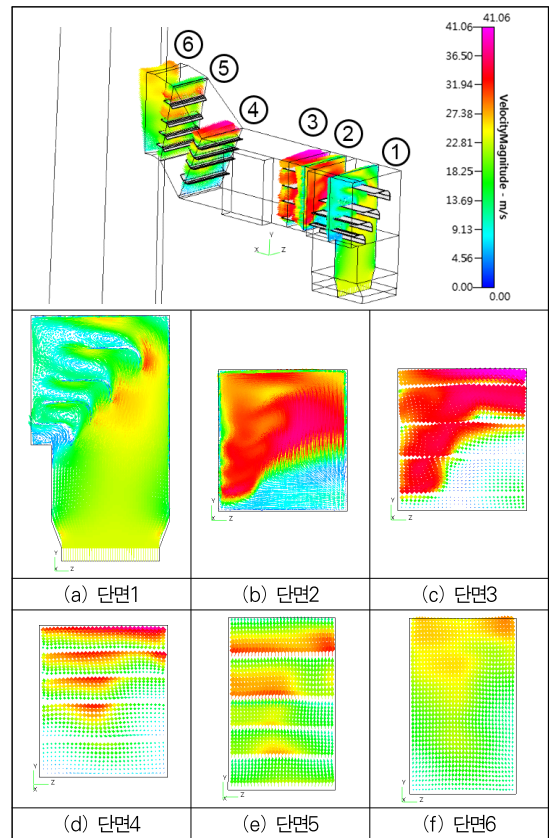 41.06
41.06
36.50
31.94
27.38
22.81
18.25
13.69
9.13
4.56
0.00
0.00
VelocityMagnitude - m/s
⑥
⑤
④
③
②
①
Y
X Z
Y
X Z
(a) 단면1
Y
X Z
(b) 단면2
Y
X Z
(c) 단면3
Y
X Z
(d) 단면4
Y
X Z
(e) 단면5
Y
X Z
(f) 단면6